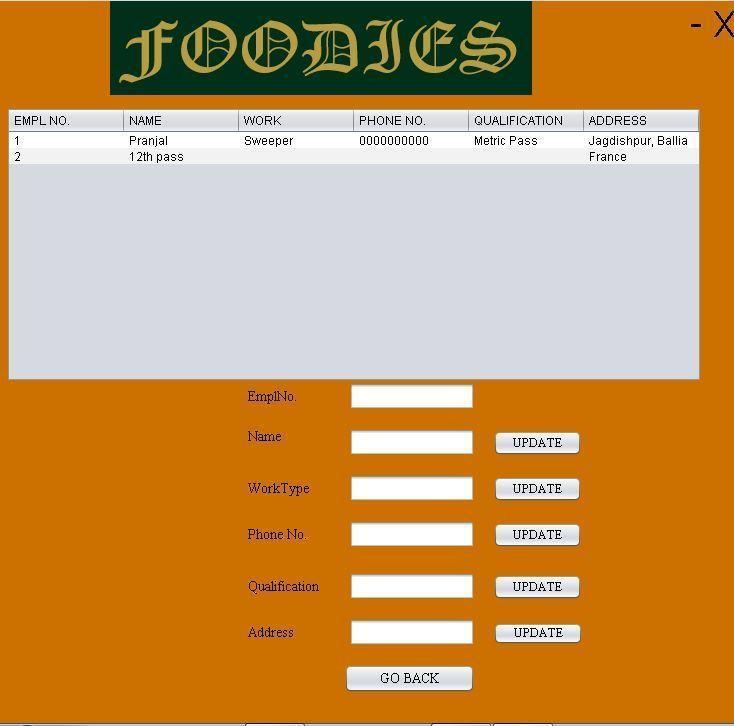 FOODIES
- X
EMPL NO. NAME WORK PHONE NO. QUALIFICATION ADDRESS
1 Pranjal Sweeper 0000000000 Metric Pass Jagdishpur, Ballia
2 12th pass France
EmplNo.
Name UPDATE
WorkType UPDATE
Phone No. UPDATE
Qualification UPDATE
Address UPDATE
GO BACK